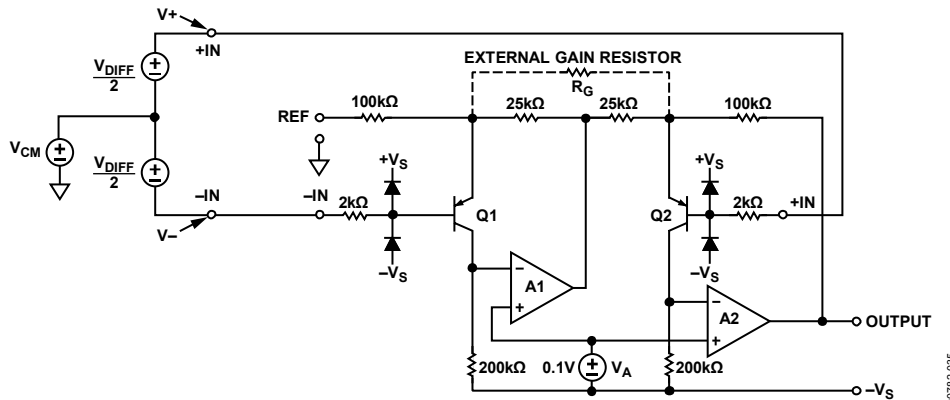 V+
+IN
V_DIFF
2
V_CM
V_DIFF
2
–IN
V–
EXTERNAL GAIN RESISTOR
R_G
REF
100kΩ
25kΩ
25kΩ
100kΩ
+V_S
–IN
2kΩ
–V_S
Q1
Q2
+V_S
2kΩ
+IN
–V_S
A1
–
+
A2
–
+
OUTPUT
200kΩ
0.1V
V_A
200kΩ
–V_S